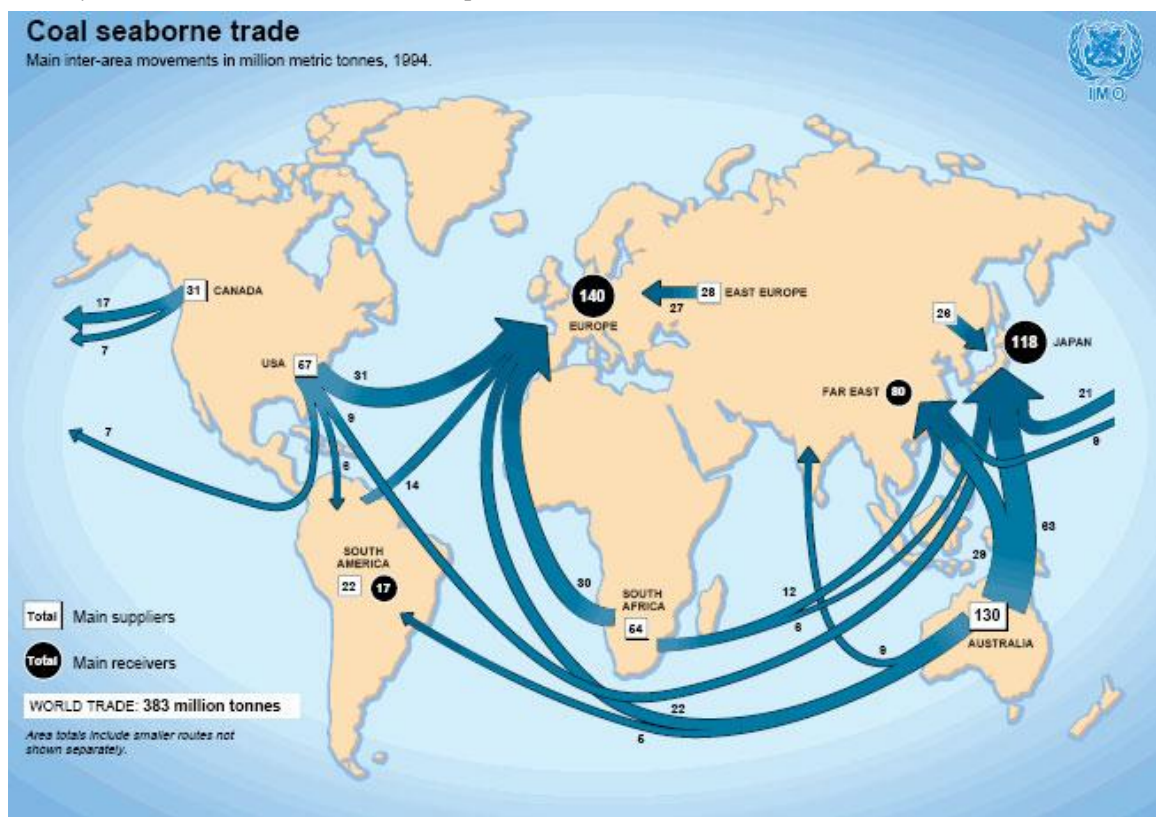 Coal seaborne trade
Main inter-area movements in million metric tonnes, 1994.
IMO
31 CANADA
17
7
USA 67
31
9
7
6
14
140
EUROPE
28 EAST EUROPE
27
26
118 JAPAN
FAR EAST 80
21
9
63
29
SOUTH
AMERICA
22 17
30
SOUTH
AFRICA
54
12
6
130
AUSTRALIA
9
22
5
Total Main suppliers
Total Main receivers
WORLD TRADE: 383 million tonnes
Area totals include smaller routes not
shown separately.